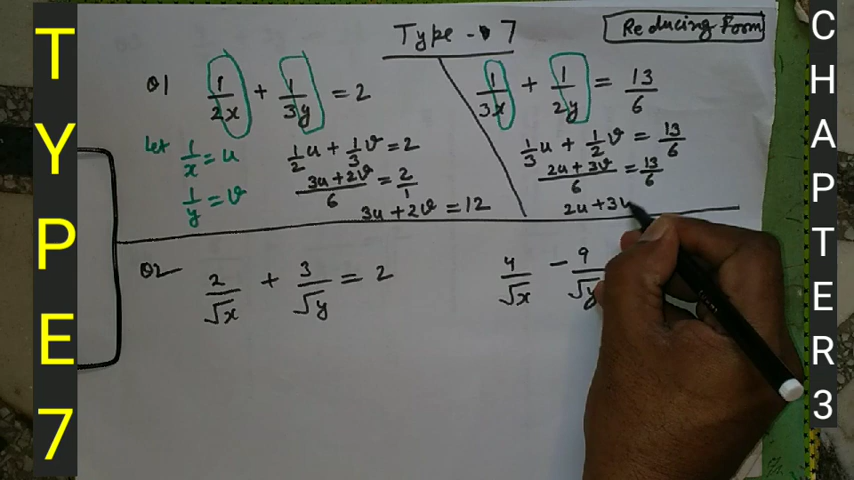 TYPE 7
CHAPTER 3
Type - 7
Reducing Form
Q1 1/2x + 1/3y = 2
1/3x + 1/2y = 13/6
Let 1/x = u
1/y = v
1/2 u + 1/3 v = 2
3u + 2v/6 = 2/1
3u + 2v = 12
1/3 u + 1/2 v = 13/6
2u + 3v/6 = 13/6
2u + 3
Q2 2/√x + 3/√y = 2
4/√x - 9/√y